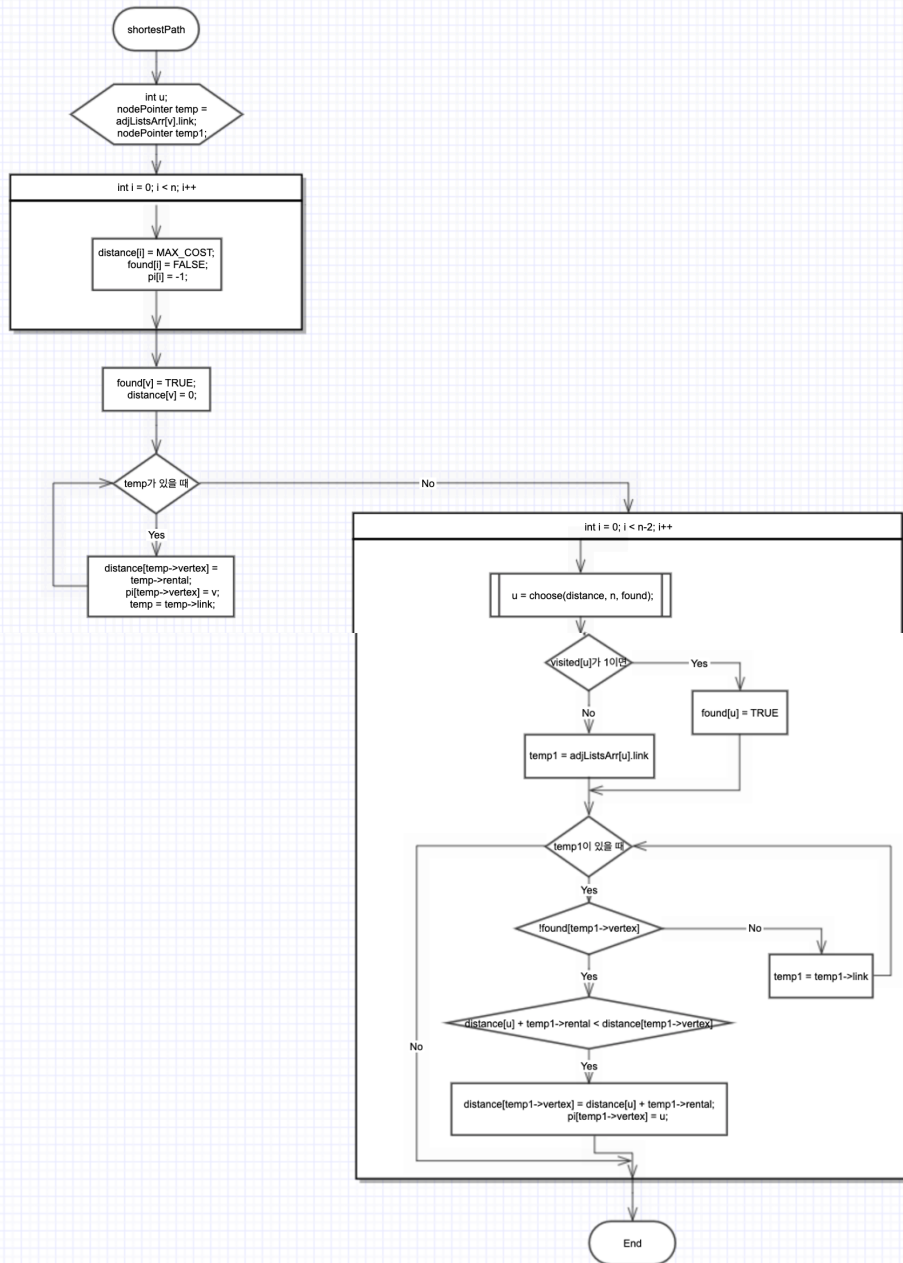 shortestPath
int u;
nodePointer temp =
adjListsArr[v].link;
nodePointer temp1;
int i = 0; i < n; i++
distance[i] = MAX_COST;
found[i] = FALSE;
pi[i] = -1;
found[v] = TRUE;
distance[v] = 0;
temp가 있을 때
No
Yes
distance[temp->vertex] =
temp->rental;
pi[temp->vertex] = v;
temp = temp->link;
int i = 0; i < n-2; i++
u = choose(distance, n, found);
visited[u]가 1이면
Yes
No
found[u] = TRUE
temp1 = adjListsArr[u].link
temp1이 있을 때
Yes
!found[temp1->vertex]
No
temp1 = temp1->link
Yes
distance[u] + temp1->rental < distance[temp1->vertex]
No
Yes
distance[temp1->vertex] = distance[u] + temp1->rental;
pi[temp1->vertex] = u;
End